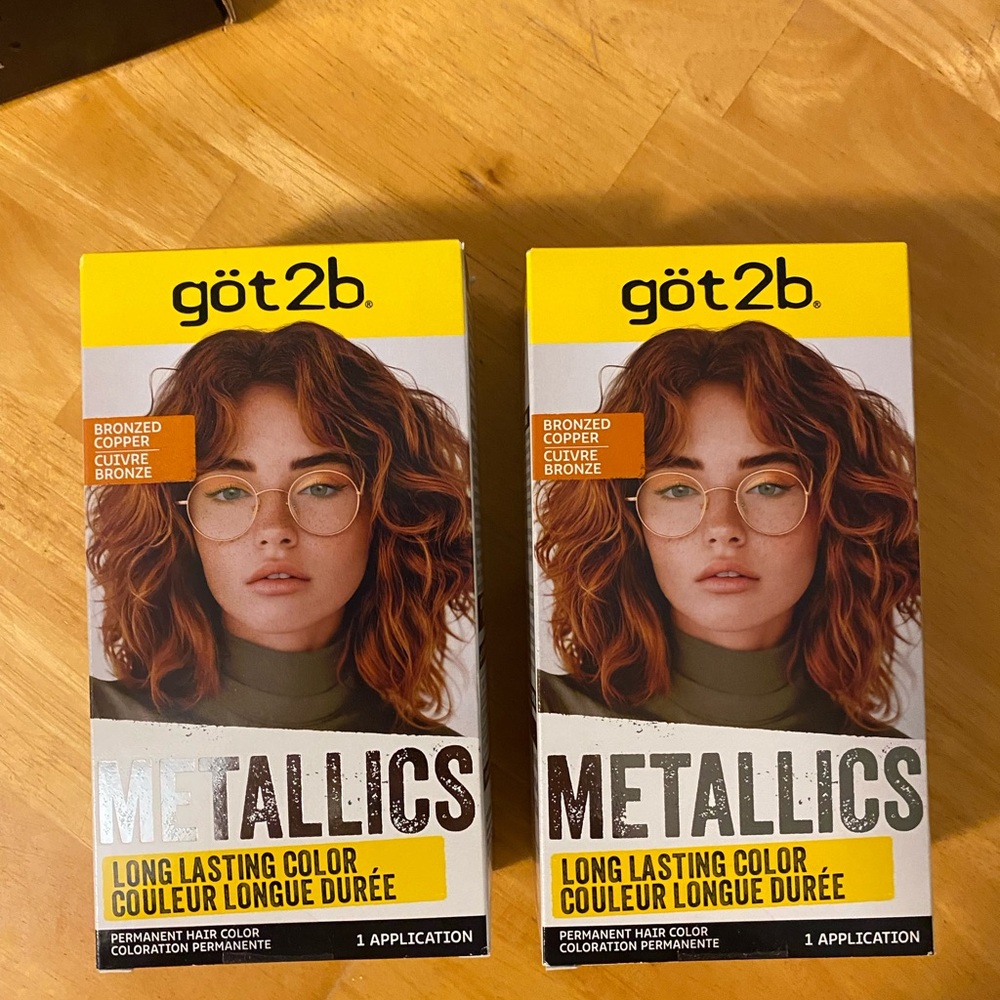 göt2b®
BRONZED
COPPER
CUIVRE
BRONZE
METALLICS
LONG LASTING COLOR
COULEUR LONGUE DURÉE
PERMANENT HAIR COLOR
COLORATION PERMANENTE
1 APPLICATION
göt2b®
BRONZED
COPPER
CUIVRE
BRONZE
METALLICS
LONG LASTING COLOR
COULEUR LONGUE DURÉE
PERMANENT HAIR COLOR
COLORATION PERMANENTE
1 APPLICATION